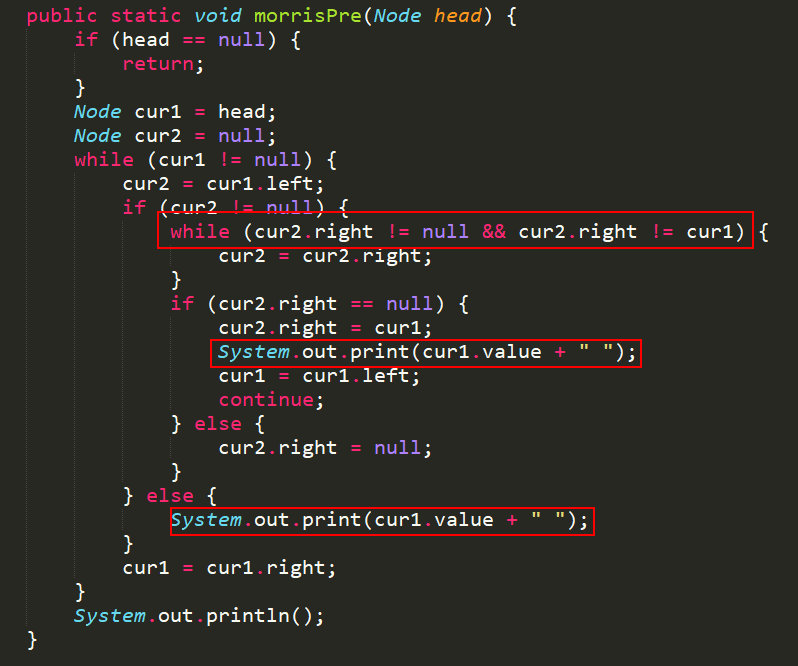 public static void morrisPre(Node head) {
    if (head == null) {
        return;
    }
    Node cur1 = head;
    Node cur2 = null;
    while (cur1 != null) {
        cur2 = cur1.left;
        if (cur2 != null) {
            while (cur2.right != null && cur2.right != cur1) {
                cur2 = cur2.right;
            }
            if (cur2.right == null) {
                cur2.right = cur1;
                System.out.print(cur1.value + " ");
                cur1 = cur1.left;
                continue;
            } else {
                cur2.right = null;
            }
        } else {
            System.out.print(cur1.value + " ");
        }
        cur1 = cur1.right;
    }
    System.out.println();
}